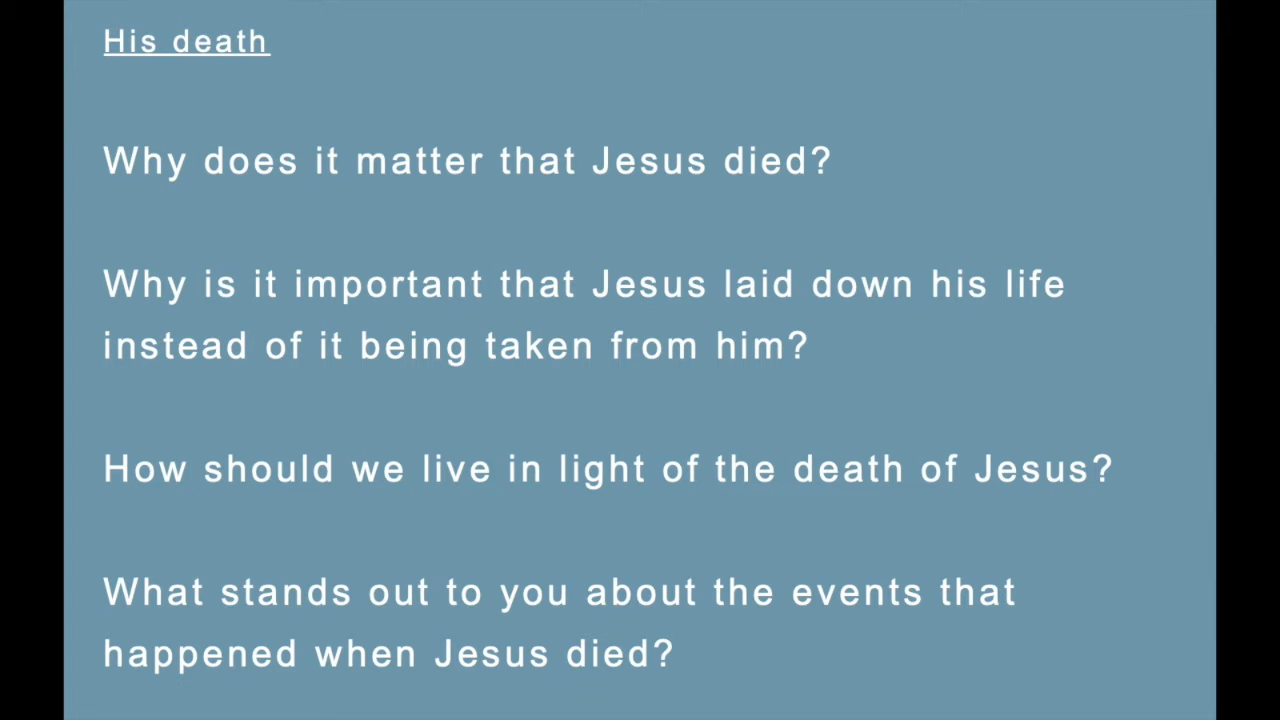 His death
Why does it matter that Jesus died?
Why is it important that Jesus laid down his life
instead of it being taken from him?
How should we live in light of the death of Jesus?
What stands out to you about the events that
happened when Jesus died?